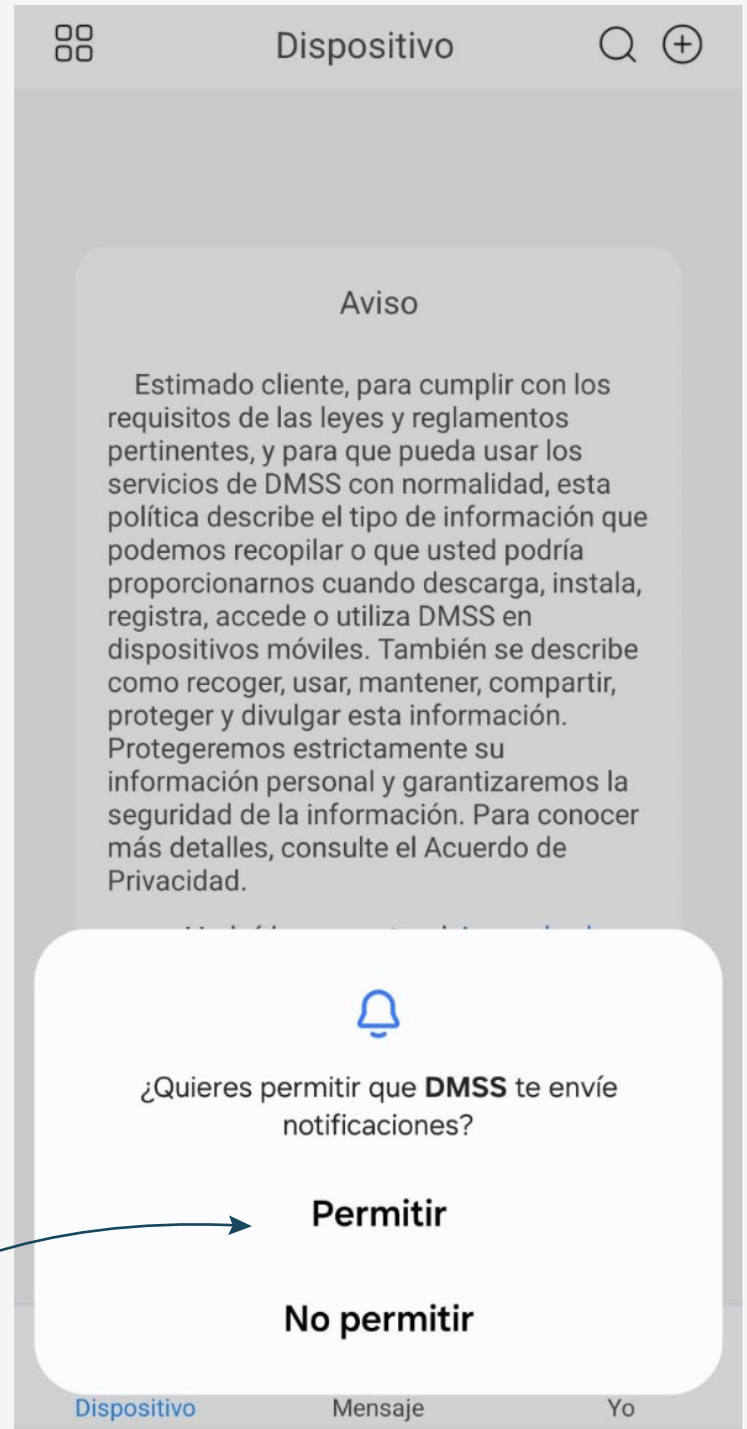 Dispositivo
Aviso
Estimado cliente, para cumplir con los
requisitos de las leyes y reglamentos
pertinentes, y para que pueda usar los
servicios de DMSS con normalidad, esta
política describe el tipo de información que
podemos recopilar o que usted podría
proporcionarnos cuando descarga, instala,
registra, accede o utiliza DMSS en
dispositivos móviles. También se describe
como recoger, usar, mantener, compartir,
proteger y divulgar esta información.
Protegeremos estrictamente su
información personal y garantizaremos la
seguridad de la información. Para conocer
más detalles, consulte el Acuerdo de
Privacidad.
¿Quieres permitir que DMSS te envíe
notificaciones?
Permitir
No permitir
Dispositivo Mensaje Yo